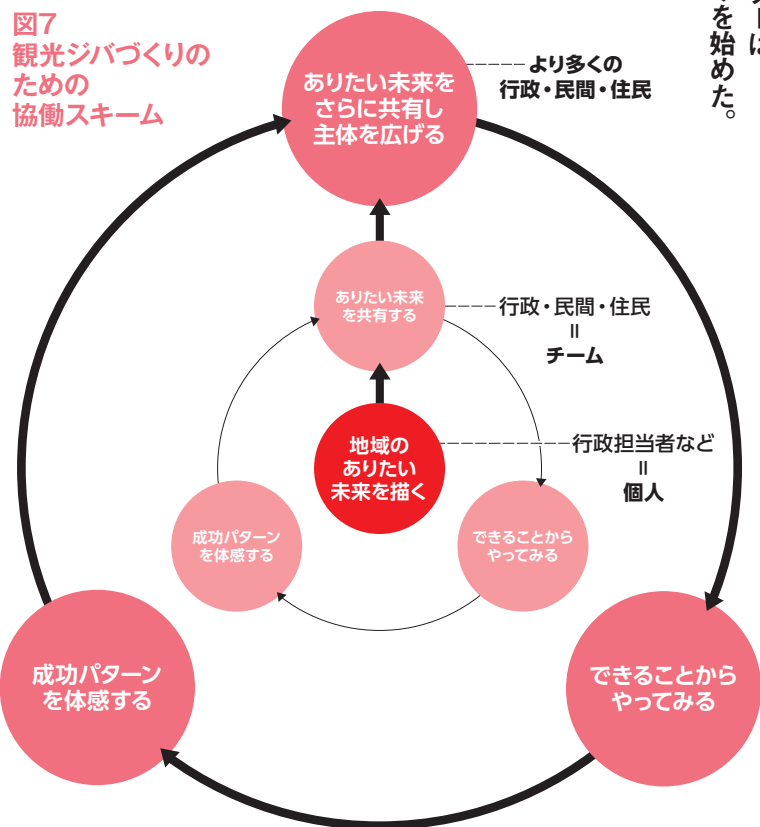 図7
観光ジバづくりの
ための
協働スキーム
を始めた。
ありたい未来を
さらに共有し
主体を広げる
より多くの
行政・民間・住民
ありたい未来
を共有する
行政・民間・住民
=
チーム
地域の
ありたい
未来を描く
行政担当者など
=
個人
成功パターン
を体感する
できることから
やってみる
成功パターン
を体感する
できることから
やってみる